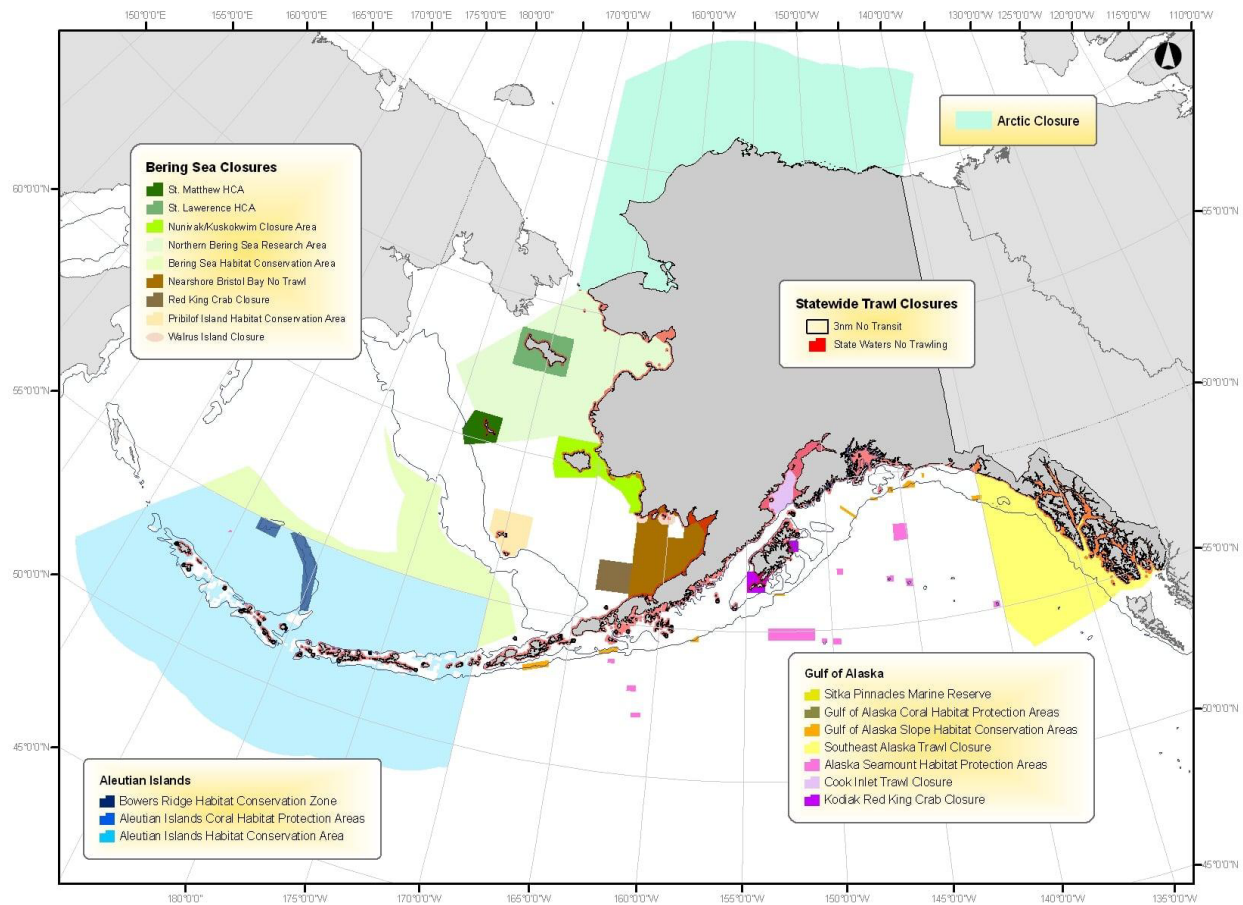 150°0'0"E
155°0'0"E
160°0'0"E
165°0'0"E
170°0'0"E
175°0'0"E
180°0'0"
170°0'0"W
160°0'0"W
150°0'0"W
140°0'0"W
130°0'0"W
120°0'0"W
115°0'0"W
110°0'0"W
Arctic Closure
Bering Sea Closures
St. Matthew HCA
St. Lawerence HCA
Nunivak/Kuskokwim Closure Area
Northern Bering Sea Research Area
Bering Sea Habitat Conservation Area
Nearshore Bristol Bay No Trawl
Red King Crab Closure
Pribilof Island Habitat Conservation Area
Walrus Island Closure
60°0'0"N
65°0'0"N
Statewide Trawl Closures
3nm No Transit
State Waters No Trawling
55°0'0"N
60°0'0"N
50°0'0"N
55°0'0"N
Gulf of Alaska
Sitka Pinnacles Marine Reserve
Gulf of Alaska Coral Habitat Protection Areas
Gulf of Alaska Slope Habitat Conservation Areas
Southeast Alaska Trawl Closure
Alaska Seamount Habitat Protection Areas
Cook Inlet Trawl Closure
Kodiak Red King Crab Closure
50°0'0"N
45°0'0"N
Aleutian Islands
Bowers Ridge Habitat Conservation Zone
Aleutian Islands Coral Habitat Protection Areas
Aleutian Islands Habitat Conservation Area
45°0'0"N
180°0'0"
175°0'0"W
170°0'0"W
165°0'0"W
160°0'0"W
155°0'0"W
150°0'0"W
145°0'0"W
140°0'0"W
135°0'0"W